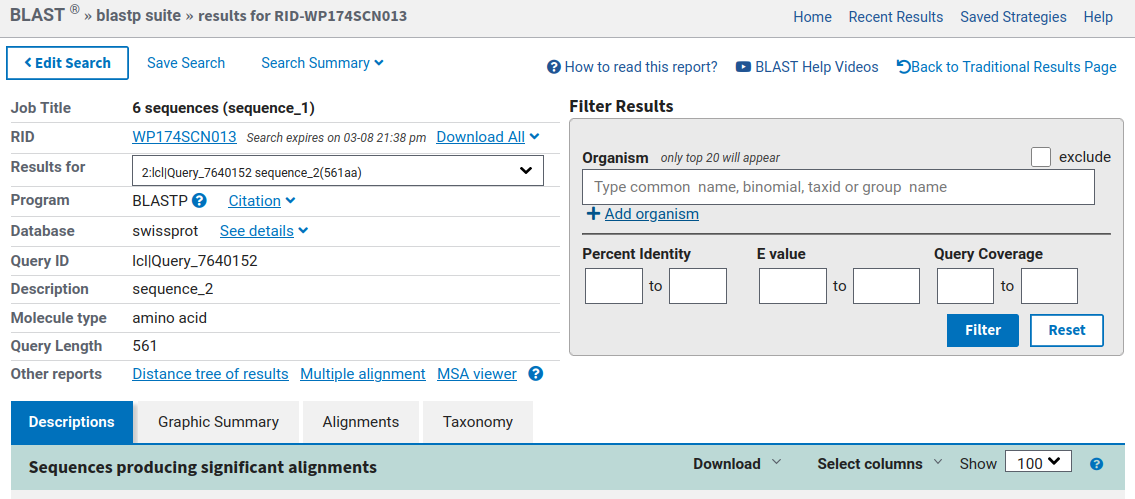 BLAST ® » blastp suite » results for RID-WP174SCN013
Home Recent Results Saved Strategies Help
Edit Search Save Search Search Summary
How to read this report? BLAST Help Videos Back to Traditional Results Page
Job Title 6 sequences (sequence_1)
RID WP174SCN013 Search expires on 03-08 21:38 pm Download All
Results for 2:lcl|Query_7640152 sequence_2(561aa)
Program BLASTP ? Citation
Database swissprot See details
Query ID lcl|Query_7640152
Description sequence_2
Molecule type amino acid
Query Length 561
Other reports Distance tree of results Multiple alignment MSA viewer ?
Filter Results
Organism only top 20 will appear exclude
Type common name, binomial, taxid or group name
+ Add organism
Percent Identity E value Query Coverage
to to to
Filter Reset
Descriptions Graphic Summary Alignments Taxonomy
Sequences producing significant alignments Download Select columns Show 100 ?